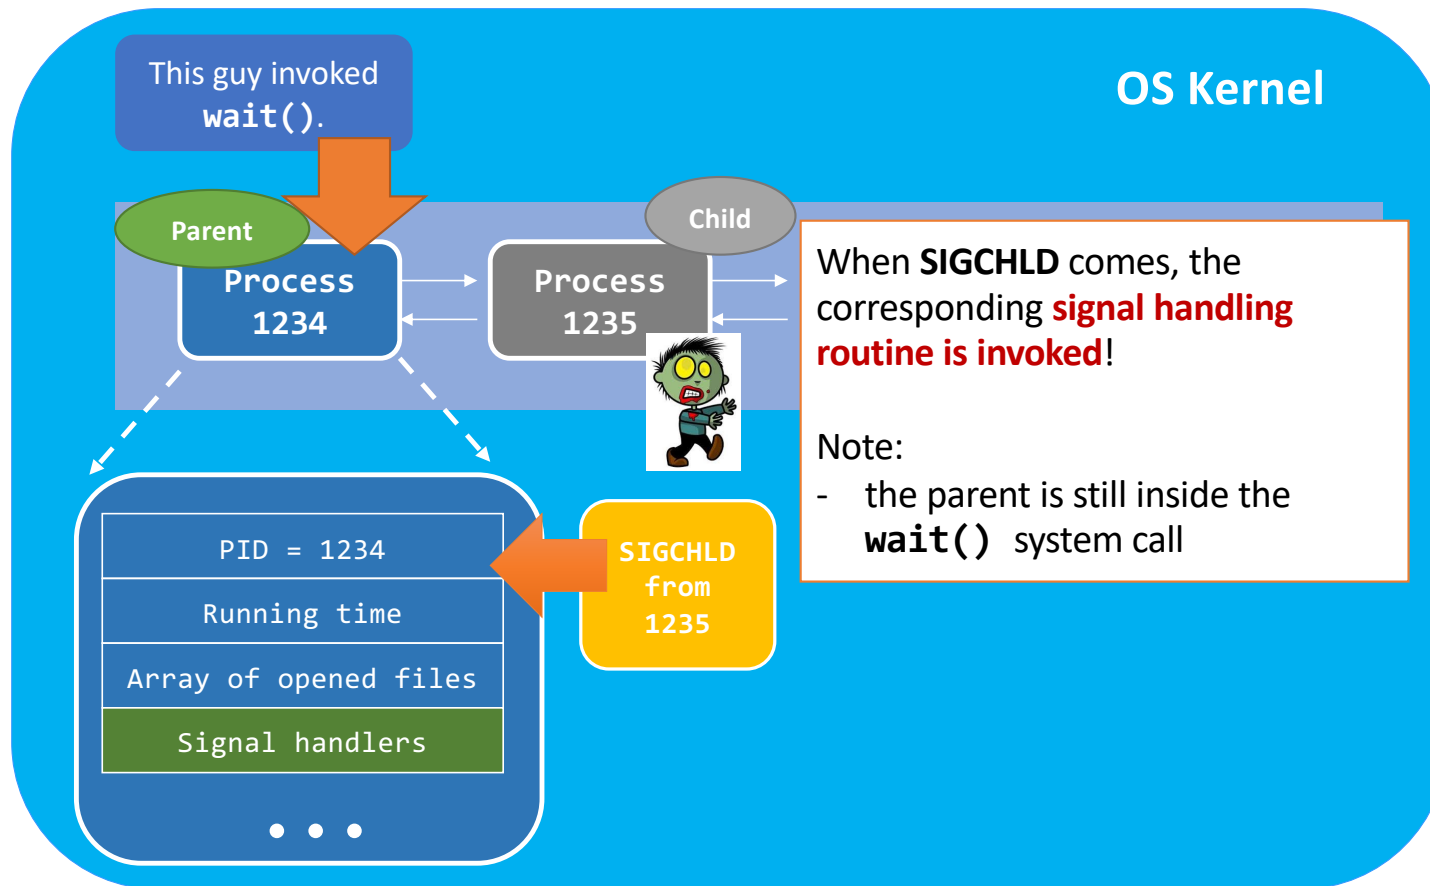 This guy invoked
wait().
OS Kernel
Parent
Child
Process
1234
Process
1235
When SIGCHLD comes, the
corresponding signal handling
routine is invoked!
Note:
- the parent is still inside the
wait() system call
PID = 1234
Running time
Array of opened files
Signal handlers
• • •
SIGCHLD
from
1235